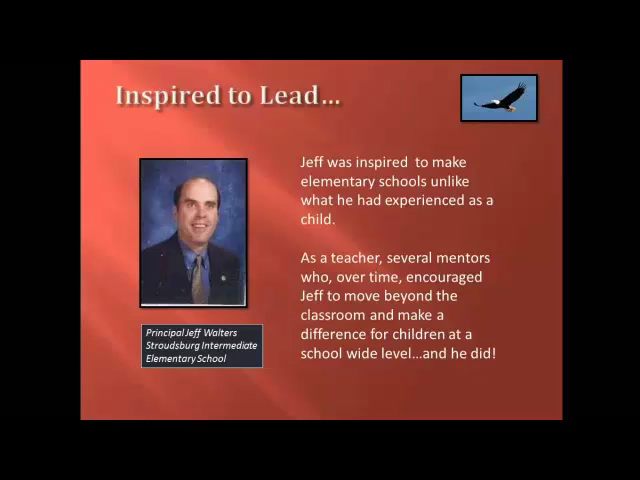 Inspired to Lead…
Jeff was inspired  to make
elementary schools unlike
what he had experienced as a
child.
As a teacher, several mentors
who, over time, encouraged
Jeff to move beyond the
classroom and make a
difference for children at a
school wide level…and he did!
Principal Jeff Walters
Stroudsburg Intermediate
Elementary School